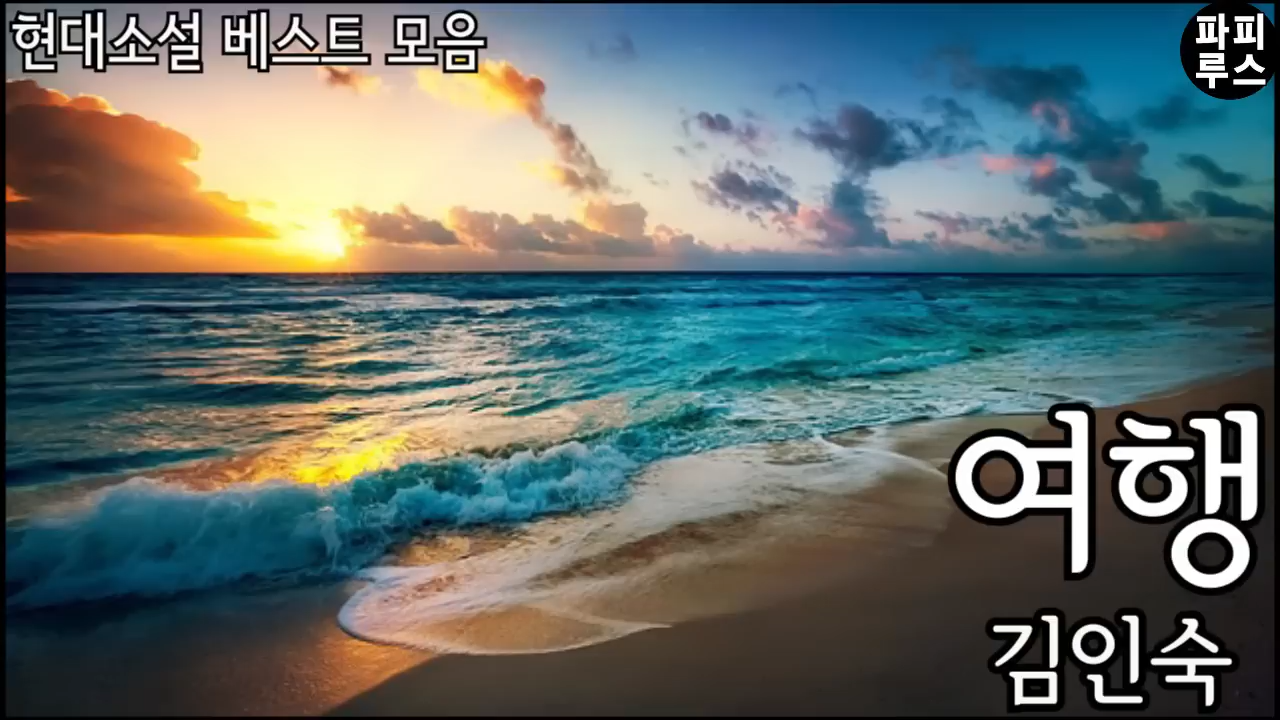 현대소설 베스트 모음
파피
루스
여행
김인숙